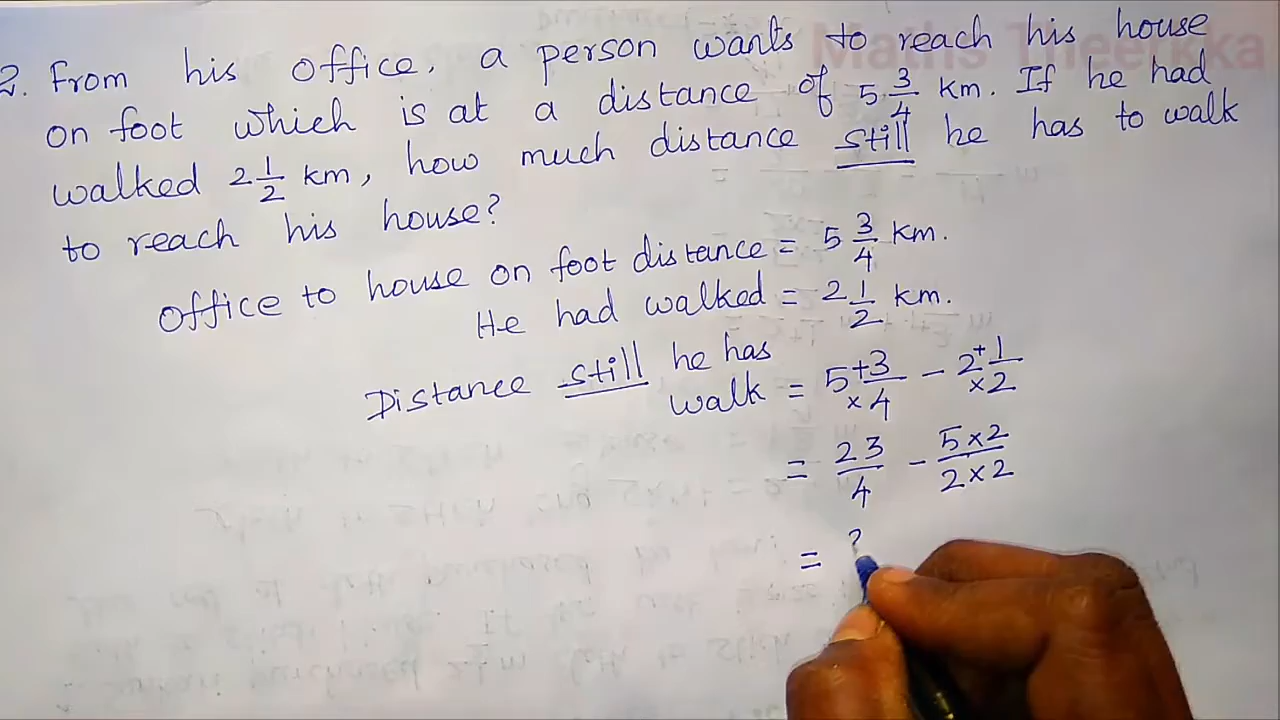 2. From his office, a person wants to reach his house
on foot which is at a distance of 5 3/4 km. If he had
walked 2 1/2 km, how much distance still he has to walk
to reach his house?
Office to house on foot distance = 5 3/4 km.
He had walked = 2 1/2 km.
Distance still he has
walk = 5+3/×4 - 2+1/×2
= 23/4 - 5×2/2×2
=
Maths Theerkka